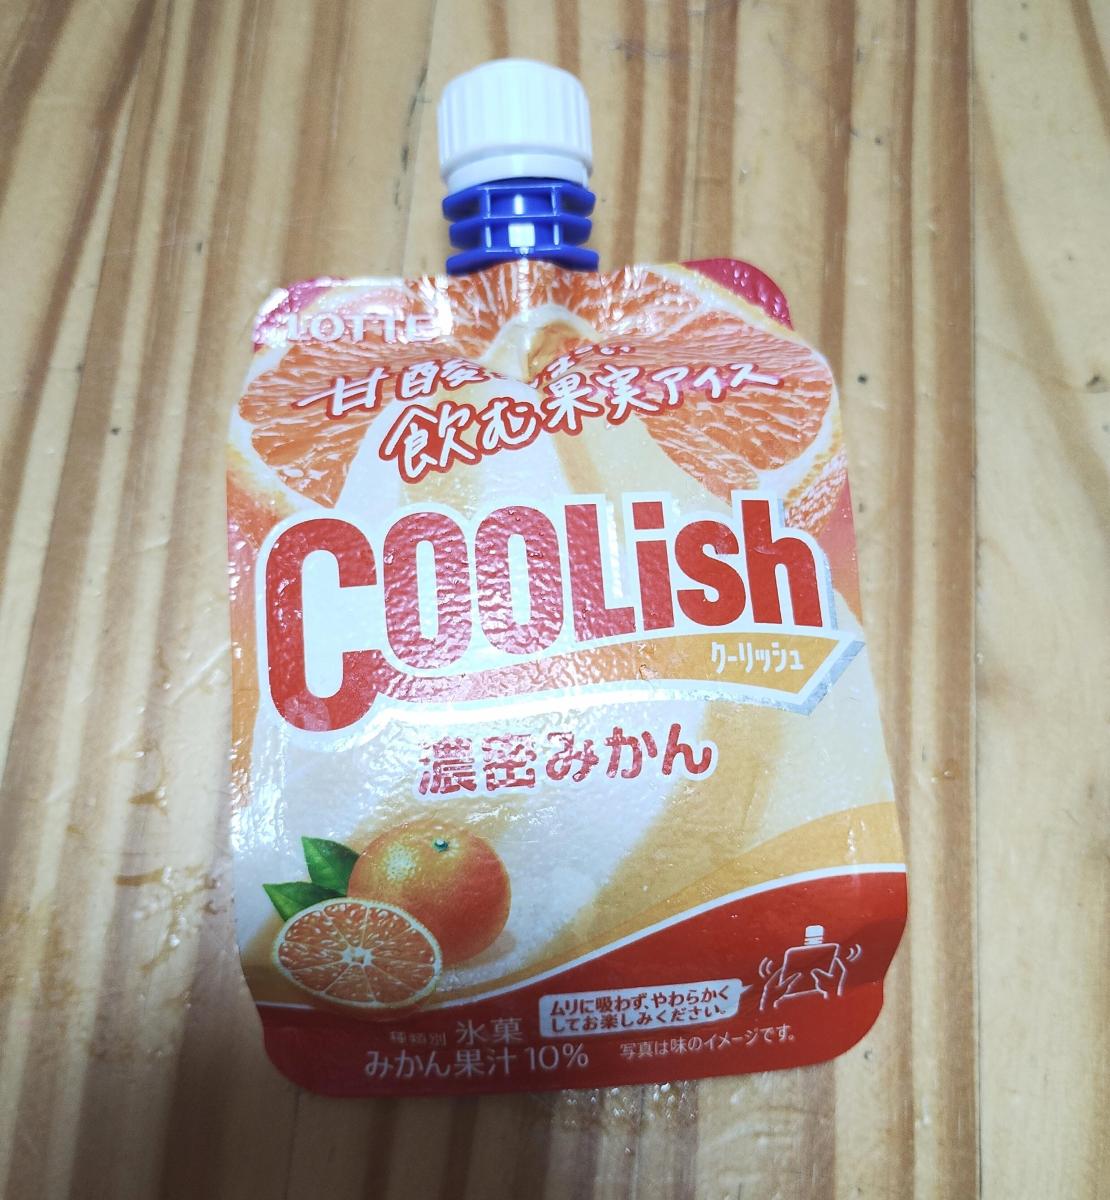 LOTTE
甘酸
飲む果実アイス
COOLish
クーリッシュ
濃密みかん
ムリに吸わず、やわらかく
してお楽しみください。
種類別 氷菓
みかん果汁10%
写真は味のイメージです。